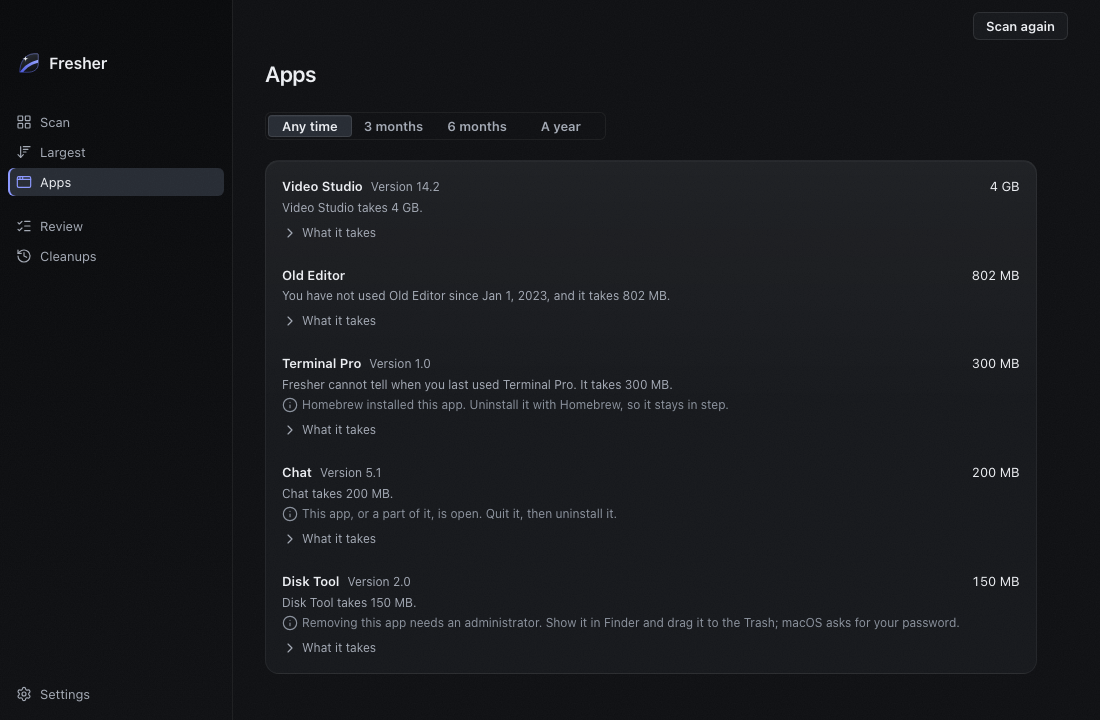 Scan again
Fresher
Apps
Scan
Largest
Apps
Review
Cleanups
Settings
Any time 3 months 6 months A year
Video Studio Version 14.2 4 GB
Video Studio takes 4 GB.
What it takes
Old Editor 802 MB
You have not used Old Editor since Jan 1, 2023, and it takes 802 MB.
What it takes
Terminal Pro Version 1.0 300 MB
Fresher cannot tell when you last used Terminal Pro. It takes 300 MB.
Homebrew installed this app. Uninstall it with Homebrew, so it stays in step.
What it takes
Chat Version 5.1 200 MB
Chat takes 200 MB.
This app, or a part of it, is open. Quit it, then uninstall it.
What it takes
Disk Tool Version 2.0 150 MB
Disk Tool takes 150 MB.
Removing this app needs an administrator. Show it in Finder and drag it to the Trash; macOS asks for your password.
What it takes